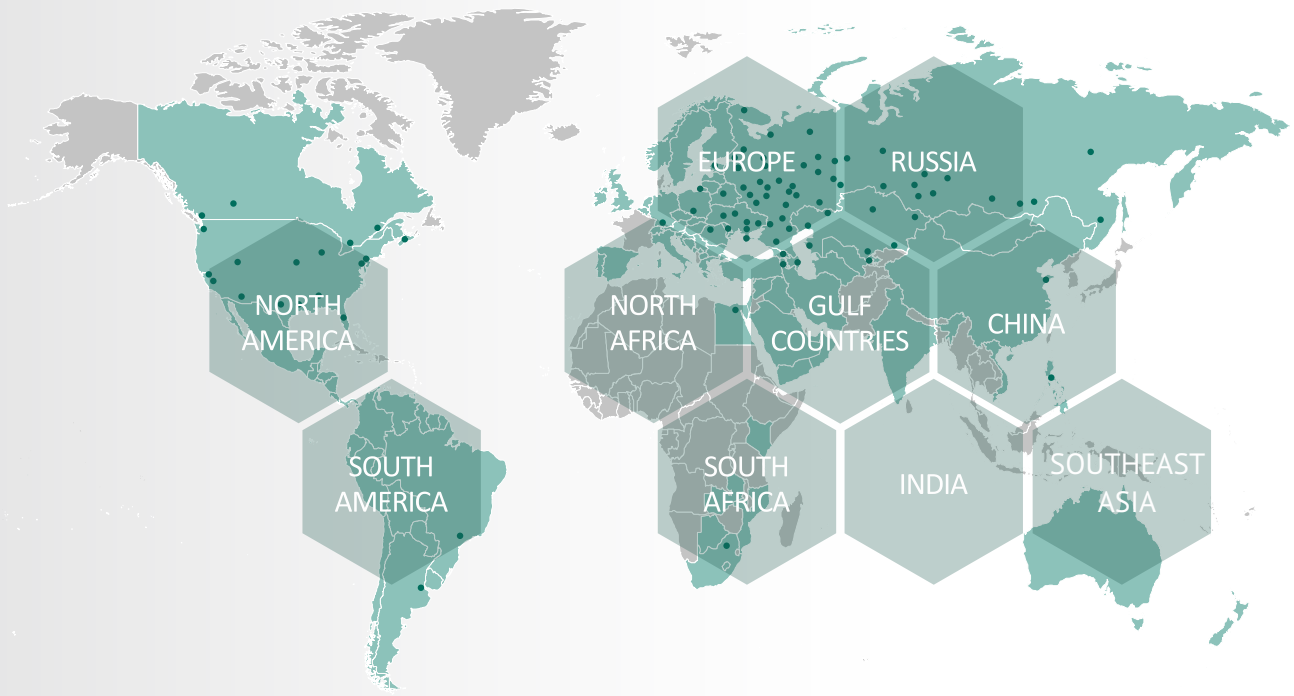 EUROPE
RUSSIA
NORTH
AMERICA
NORTH
AFRICA
GULF
COUNTRIES
CHINA
SOUTH
AMERICA
SOUTH
AFRICA
INDIA
SOUTHEAST
ASIA